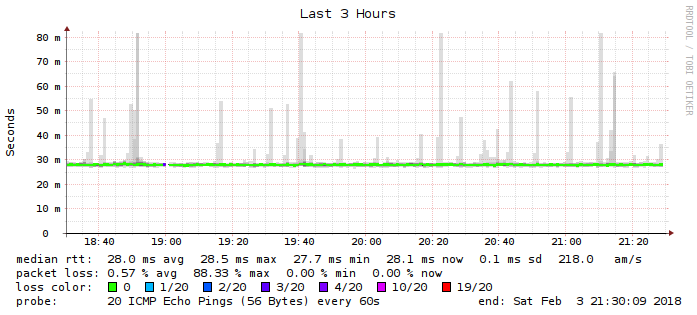 Last 3 Hours
RRDTOOL / TOBI OETIKER
Seconds
80 m
70 m
60 m
50 m
40 m
30 m
20 m
10 m
0
18:40 19:00 19:20 19:40 20:00 20:20 20:40 21:00 21:20
median rtt: 28.0 ms avg 28.5 ms max 27.7 ms min 28.1 ms now 0.1 ms sd 218.0 am/s
packet loss: 0.57 % avg 88.33 % max 0.00 % min 0.00 % now
loss color: 0 1/20 2/20 3/20 4/20 10/20 19/20
probe: 20 ICMP Echo Pings (56 Bytes) every 60s end: Sat Feb 3 21:30:09 2018